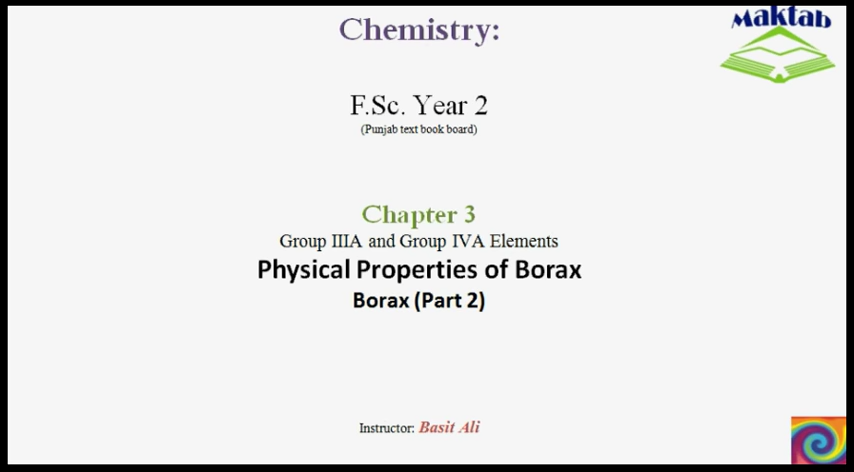 Chemistry:
Maktab
F.Sc. Year 2
(Punjab text book board)
Chapter 3
Group IIIA and Group IVA Elements
Physical Properties of Borax
Borax (Part 2)
Instructor: Basit Ali